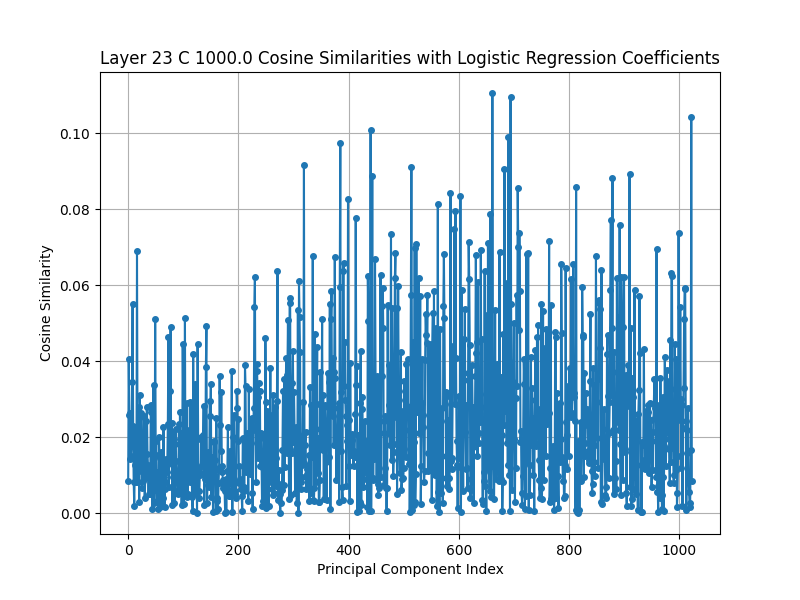 Layer 23 C 1000.0 Cosine Similarities with Logistic Regression Coefficients
0.10
0.08
0.06
0.04
0.02
0.00
Cosine Similarity
0 200 400 600 800 1000
Principal Component Index